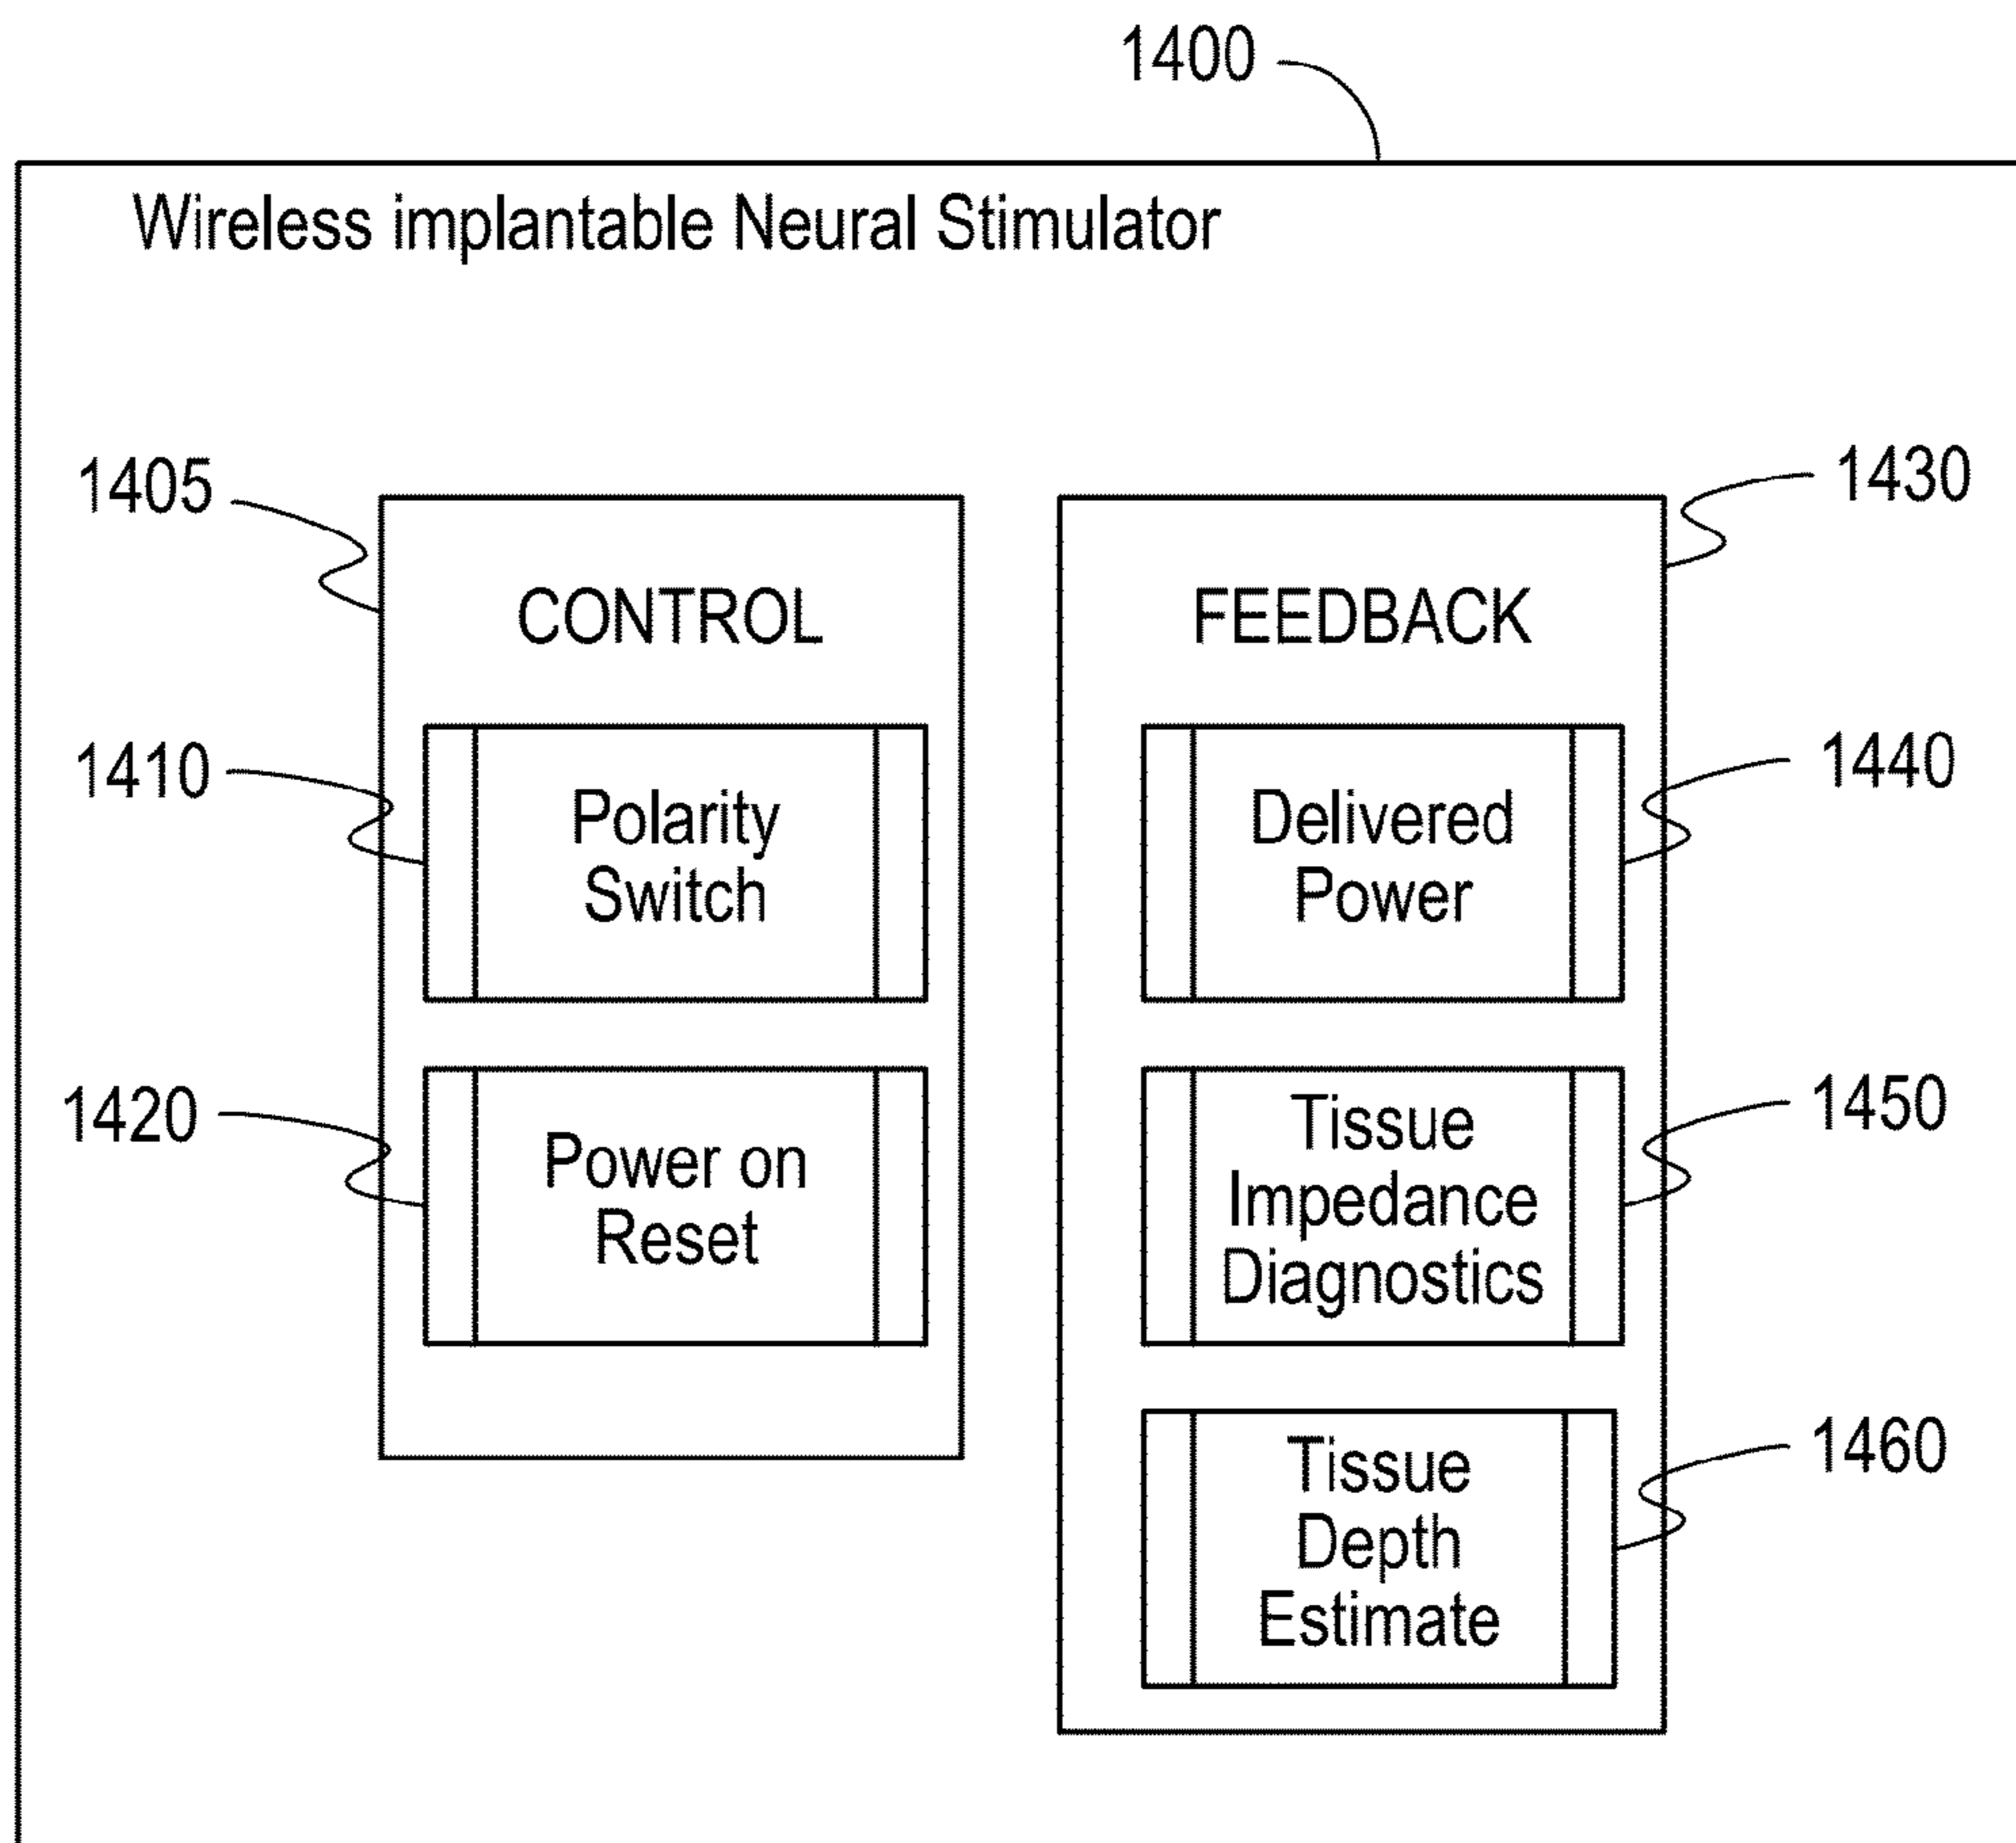 1400
Wireless implantable Neural Stimulator
1405
CONTROL
1410
Polarity
Switch
1420
Power on
Reset
1430
FEEDBACK
1440
Delivered
Power
1450
Tissue
Impedance
Diagnostics
1460
Tissue
Depth
Estimate